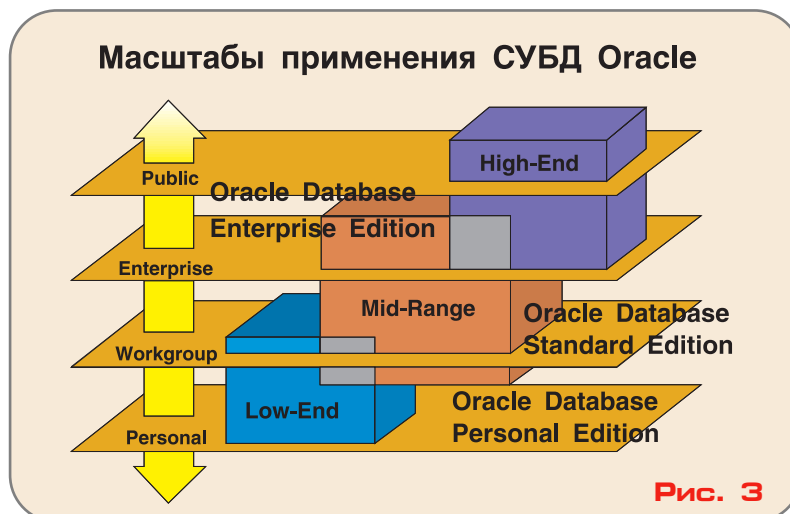 Масштабы применения СУБД Oracle
High-End
Public
Oracle Database
Enterprise Edition
Enterprise
Mid-Range
Oracle Database
Standard Edition
Workgroup
Low-End
Oracle Database
Personal Edition
Personal
Рис. 3